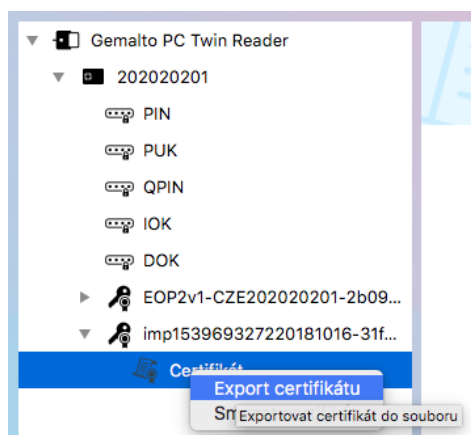 Gemalto PC Twin Reader
202020201
PIN
PUK
QPIN
IOK
DOK
EOP2v1-CZE202020201-2b09...
imp153969327220181016-31f...
Certifikát
Export certifikátu
Exportovat certifikát do souboru